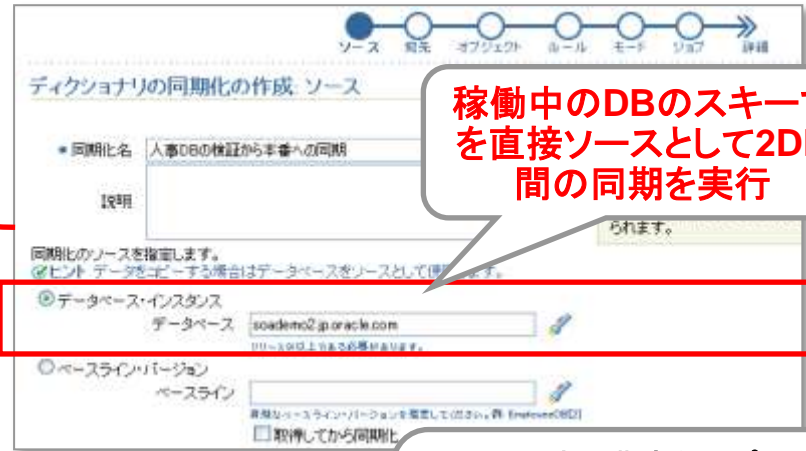 ソース 宛先 オブジェクト ルール モード ジョブ 詳細
ディクショナリの同期化の作成: ソース
稼働中のDBのスキーマ
を直接ソースとして2DB
間の同期を実行
* 同期化名 人事DBの検証から本番への同期
説明
られます。
同期化のソースを指定します。
ヒント データをコピーする場合はデータベースをソースとして
データベース・インスタンス
データベース soademo2.jp.oracle.com
ベースライン・バージョン
ベースライン
取得してから同期化